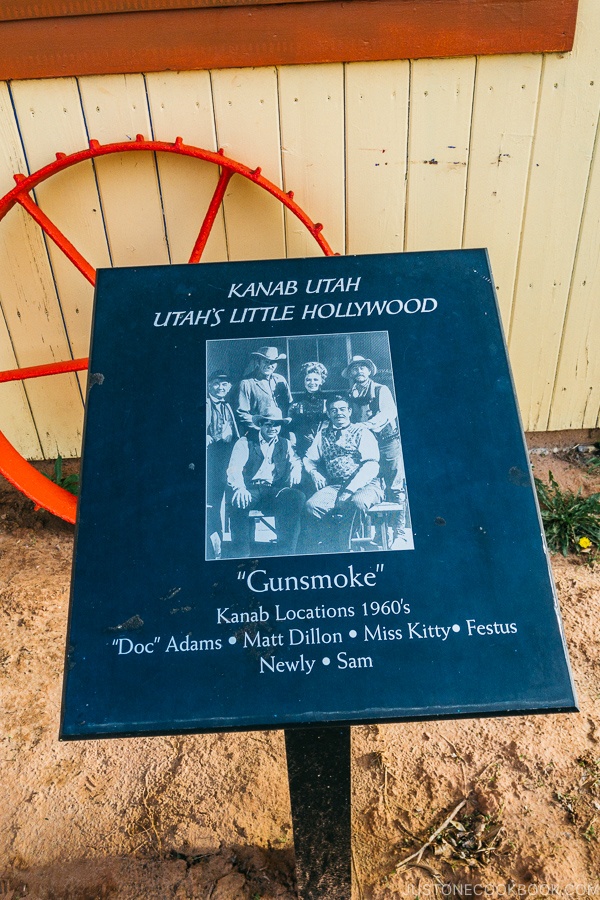 KANAB UTAH
UTAH'S LITTLE HOLLYWOOD
"Gunsmoke"
Kanab Locations 1960's
"Doc" Adams • Matt Dillon • Miss Kitty• Festus
Newly • Sam
JUSTONECOOKBOOK.COM